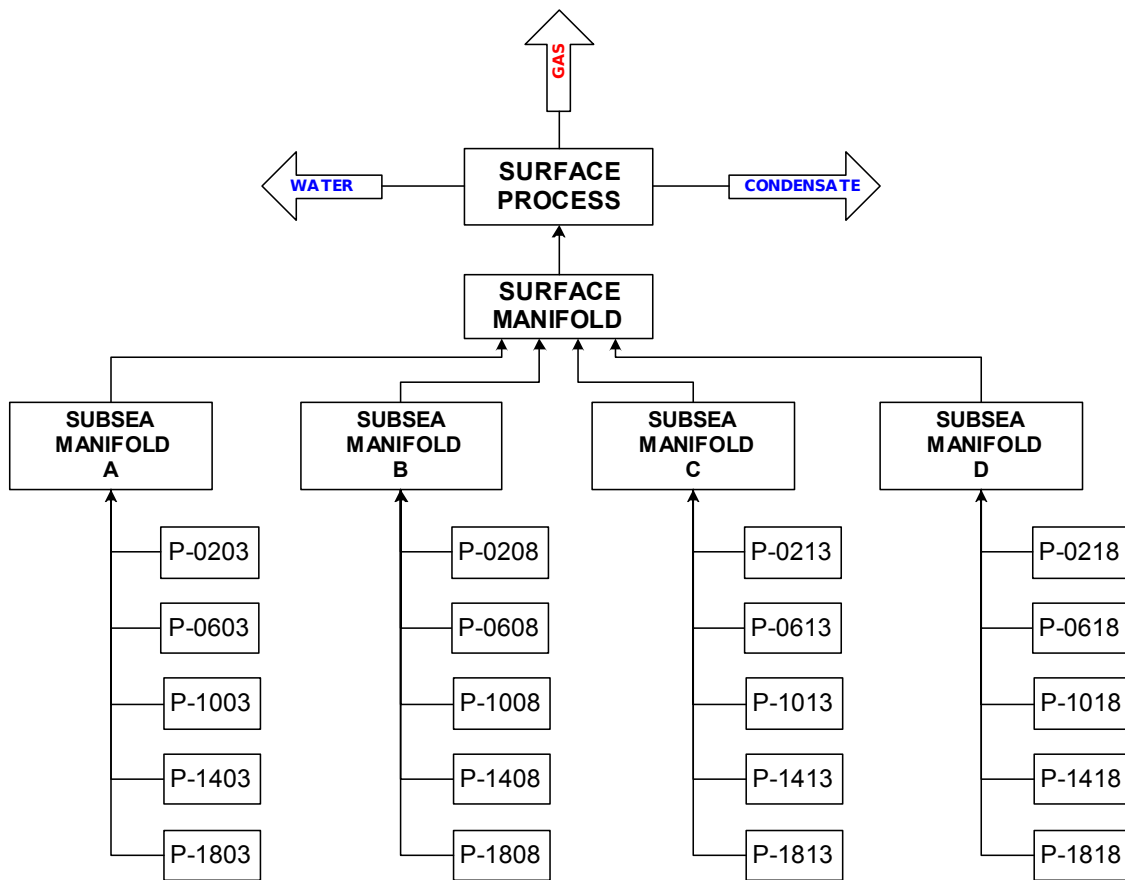 GAS
WATER
SURFACE
PROCESS
CONDENSATE
SURFACE
MANIFOLD
SUBSEA
MANIFOLD
A
SUBSEA
MANIFOLD
B
SUBSEA
MANIFOLD
C
SUBSEA
MANIFOLD
D
P-0203
P-0208
P-0213
P-0218
P-0603
P-0608
P-0613
P-0618
P-1003
P-1008
P-1013
P-1018
P-1403
P-1408
P-1413
P-1418
P-1803
P-1808
P-1813
P-1818